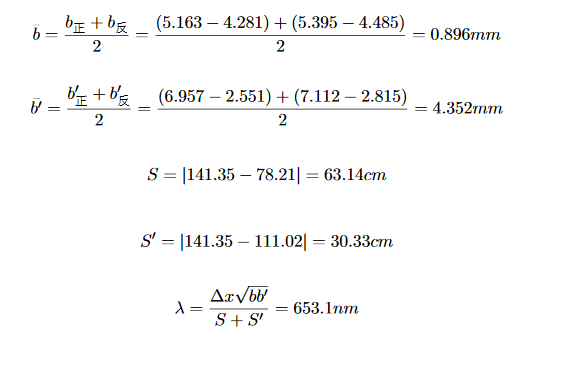 b̄ = (b正 + b反)/2 = ((5.163 − 4.281) + (5.395 − 4.485))/2 = 0.896mm
b̄′ = (b′正 + b′反)/2 = ((6.957 − 2.551) + (7.112 − 2.815))/2 = 4.352mm
S = |141.35 − 78.21| = 63.14cm
S′ = |141.35 − 111.02| = 30.33cm
λ = Δx√(bb′)/(S + S′) = 653.1nm